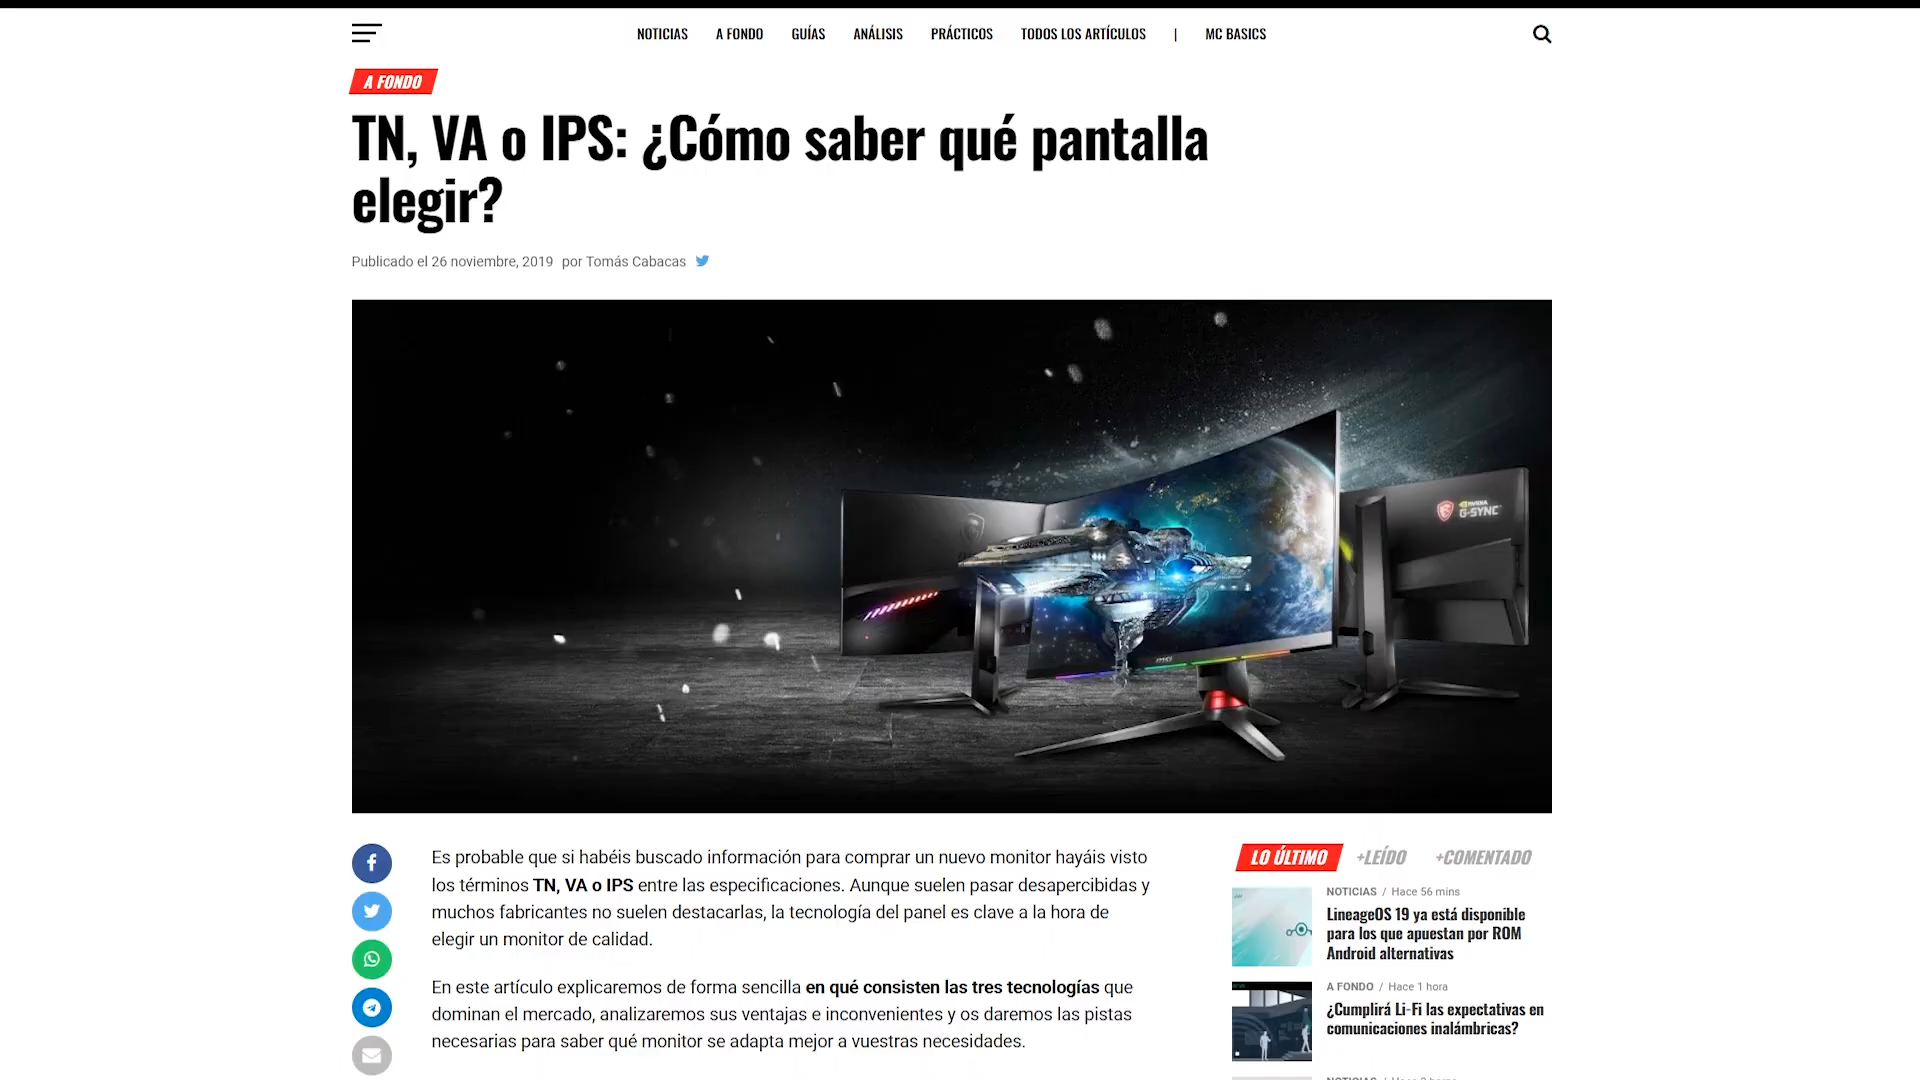 NOTICIAS A FONDO GUÍAS ANÁLISIS PRÁCTICOS TODOS LOS ARTÍCULOS | MC BASICS
A FONDO
TN, VA o IPS: ¿Cómo saber qué pantalla
elegir?
Publicado el 26 noviembre, 2019 por Tomás Cabacas
NVIDIA
G-SYNC
msi
Es probable que si habéis buscado información para comprar un nuevo monitor hayáis visto
los términos TN, VA o IPS entre las especificaciones. Aunque suelen pasar desapercibidas y
muchos fabricantes no suelen destacarlas, la tecnología del panel es clave a la hora de
elegir un monitor de calidad.
En este artículo explicaremos de forma sencilla en qué consisten las tres tecnologías que
dominan el mercado, analizaremos sus ventajas e inconvenientes y os daremos las pistas
necesarias para saber qué monitor se adapta mejor a vuestras necesidades.
LO ÚLTIMO +LEÍDO +COMENTADO
NOTICIAS / Hace 56 mins
LineageOS 19 ya está disponible
para los que apuestan por ROM
Android alternativas
A FONDO / Hace 1 hora
¿Cumplirá Li-Fi las expectativas en
comunicaciones inalámbricas?